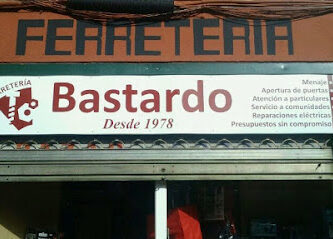 FERRETERIA
RRETERÍA
Bastardo
Desde 1978
Menaje
Apertura de puertas
Atención a particulares
Servicio a comunidades
Reparaciones eléctricas
Presupuestos sin compromiso